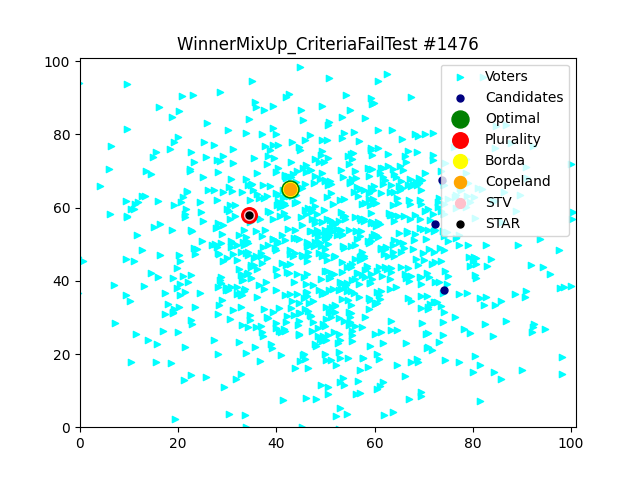 WinnerMixUp_CriteriaFailTest #1476
100
80
60
40
20
0
0
20
40
60
80
100
Voters
Candidates
Optimal
Plurality
Borda
Copeland
STV
STAR